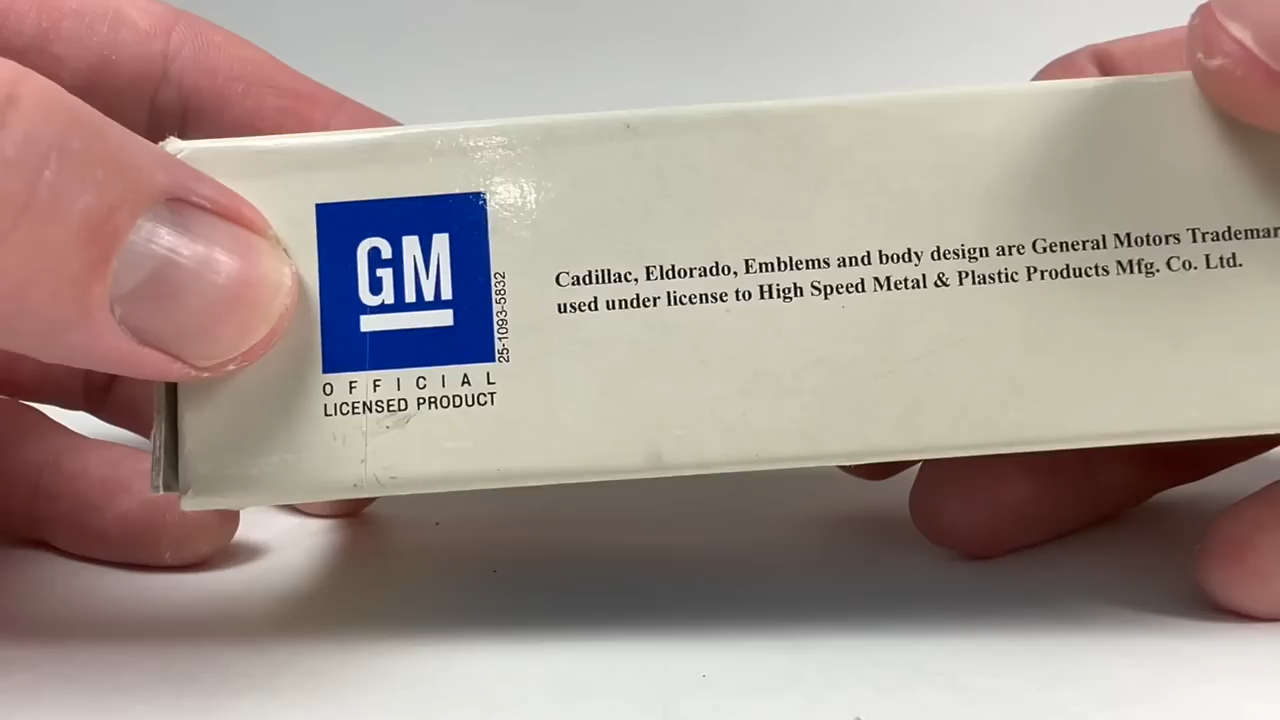 GM
25-1093-5832
OFFICIAL
LICENSED PRODUCT
Cadillac, Eldorado, Emblems and body design are General Motors Trademar
used under license to High Speed Metal & Plastic Products Mfg. Co. Ltd.